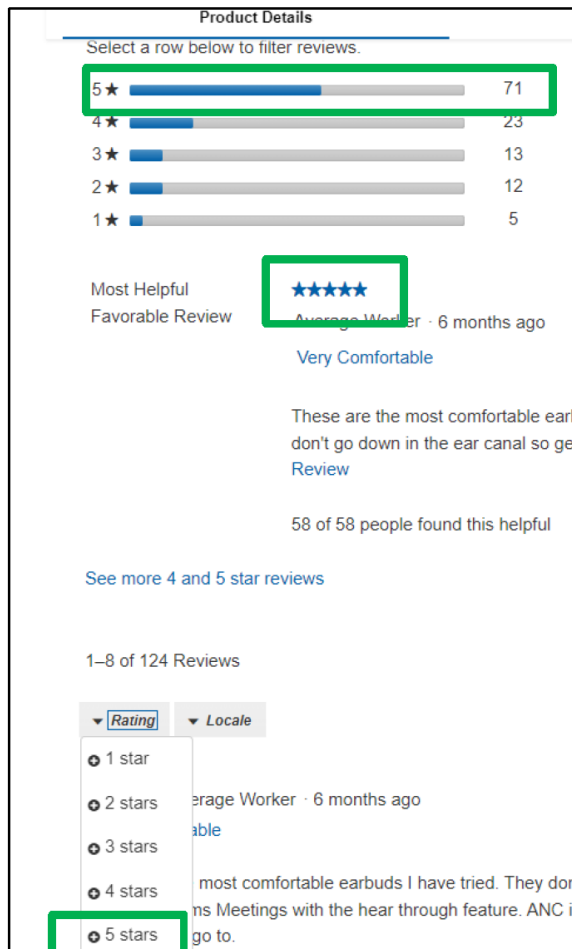 Product Details
Select a row below to filter reviews.
5★ 71
4★ 23
3★ 13
2★ 12
1★ 5
Most Helpful
Favorable Review
★★★★★
Average Worker · 6 months ago
Very Comfortable
These are the most comfortable
don't go down in the ear canal so
Review
58 of 58 people found this helpful
See more 4 and 5 star reviews
1–8 of 124 Reviews
Rating
Locale
1 star
2 stars
3 stars
4 stars
5 stars
erage Worker · 6 months ago
able
most comfortable earbuds I have tried. They
ms Meetings with the hear through feature. ANC
go to.